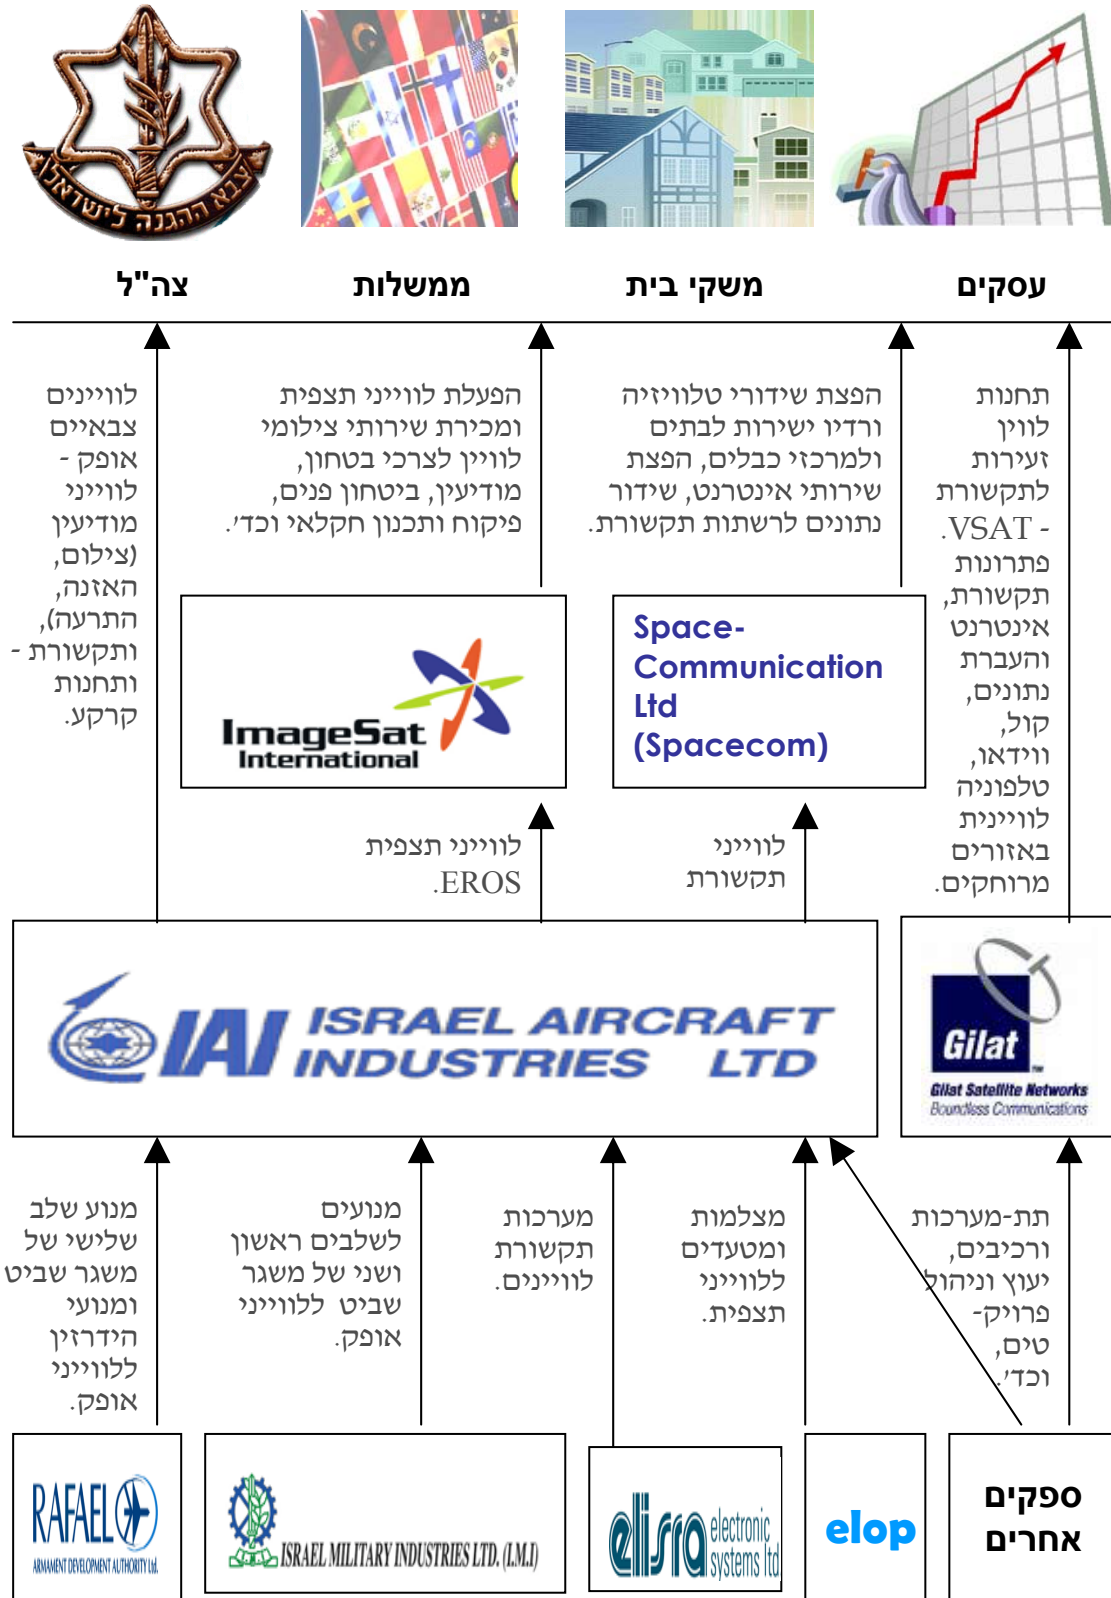 צבא ההגנה לישראל
עסקים
משקי בית
ממשלות
צה"ל
תחנות
לווין
זעירות
לתקשורת
- VSAT.
פתרונות
תקשורת,
אינטרנט
והעברת
נתונים,
קול,
ווידאו,
טלפוניה
לוויינית
באזורים
מרוחקים.
הפצת שידורי טלוויזיה
ורדיו ישירות לבתים
ולמרכזי כבלים, הפצת
שירותי אינטרנט, שידור
נתונים לרשתות תקשורת.
הפעלת לווייני תצפית
ומכירת שירותי צילומי
לוויין לצרכי בטחון,
מודיעין, ביטחון פנים,
פיקוח ותכנון חקלאי וכד'.
לוויינים
צבאיים
אופק -
לווייני
מודיעין
(צילום,
האזנה,
התרעה),
ותקשורת -
ותחנות
קרקע.
Space-
Communication
Ltd
(Spacecom)
ImageSat
International
לווייני
תקשורת
לווייני תצפית
EROS.
IAI ISRAEL AIRCRAFT
INDUSTRIES LTD
Gilat
TM
Gilat Satellite Networks
Boundless Communications
תת-מערכות
ורכיבים,
יעוץ וניהול
פרויק-
טים,
וכד'.
מצלמות
ומטעדים
ללווייני
תצפית.
מערכות
תקשורת
לוויינים.
מנועים
לשלבים ראשון
ושני של משגר
שביט ללווייני
אופק.
מנוע שלב
שלישי של
משגר שביט
ומנועי
הידרזין
ללווייני
אופק.
ספקים
אחרים
elop
elisra electronic
systems ltd
ISRAEL MILITARY INDUSTRIES LTD. (I.M.I)
RAFAEL
ARMAMENT DEVELOPMENT AUTHORITY Ltd.